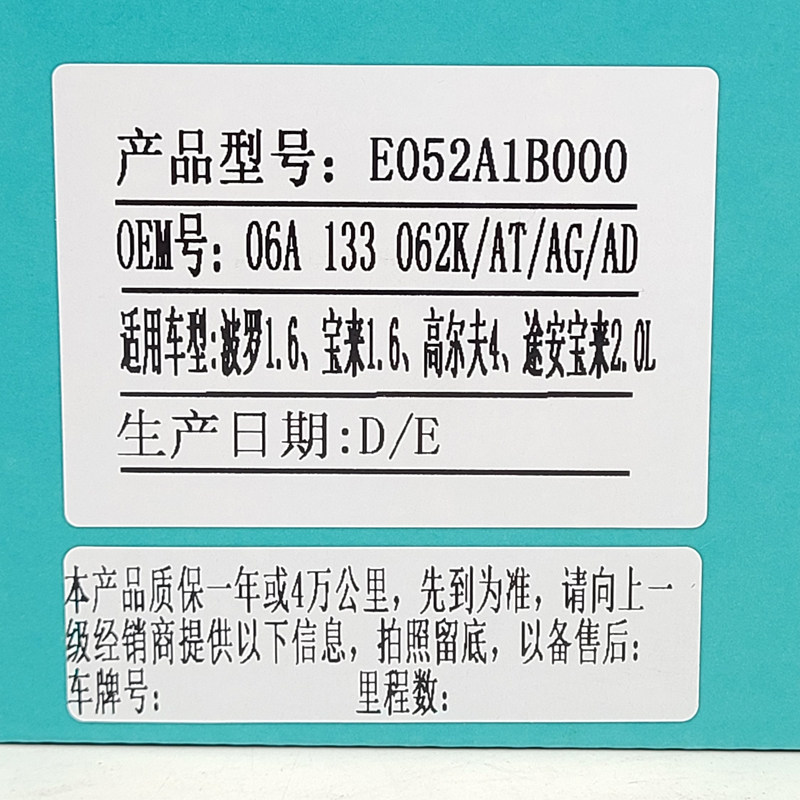 产品型号：E052A1B000
OEM号：06A 133 062K/AT/AG/AD
适用车型:波罗1.6、宝来1.6、高尔夫4、途安宝来2.0L
生产日期:D/E
本产品质保一年或4万公里，先到为准，请向上一
级经销商提供以下信息，拍照留底，以备售后：
车牌号： 里程数：